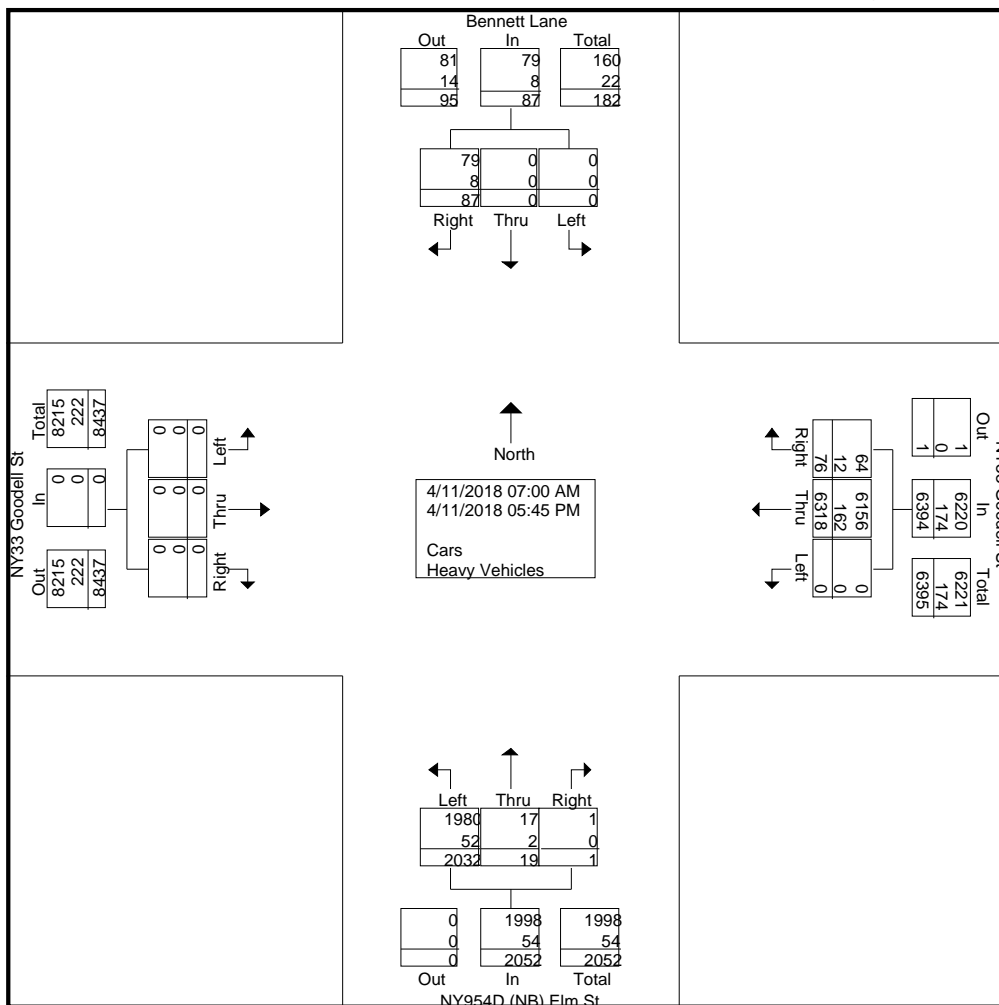 Bennett Lane
Out In Total
81 79 160
14 8 22
95 87 182
79 0 0
8 0 0
87 0 0
Right Thru Left
NY33 Goodell St
Total
8215
222
8437
In
0
0
0
Out
8215
222
8437
Left
0
0
0
Thru
0
0
0
Right
0
0
0
North
4/11/2018 07:00 AM
4/11/2018 05:45 PM
Cars
Heavy Vehicles
Right
64
12
76
Thru
6156
162
6318
Left
0
0
0
Out
1
0
1
In
6220
174
6394
Total
6221
174
6395
Left Thru Right
1980 17 1
52 2 0
2032 19 1
0 1998 1998
0 54 54
0 2052 2052
Out In Total
NY954D (NB) Elm St